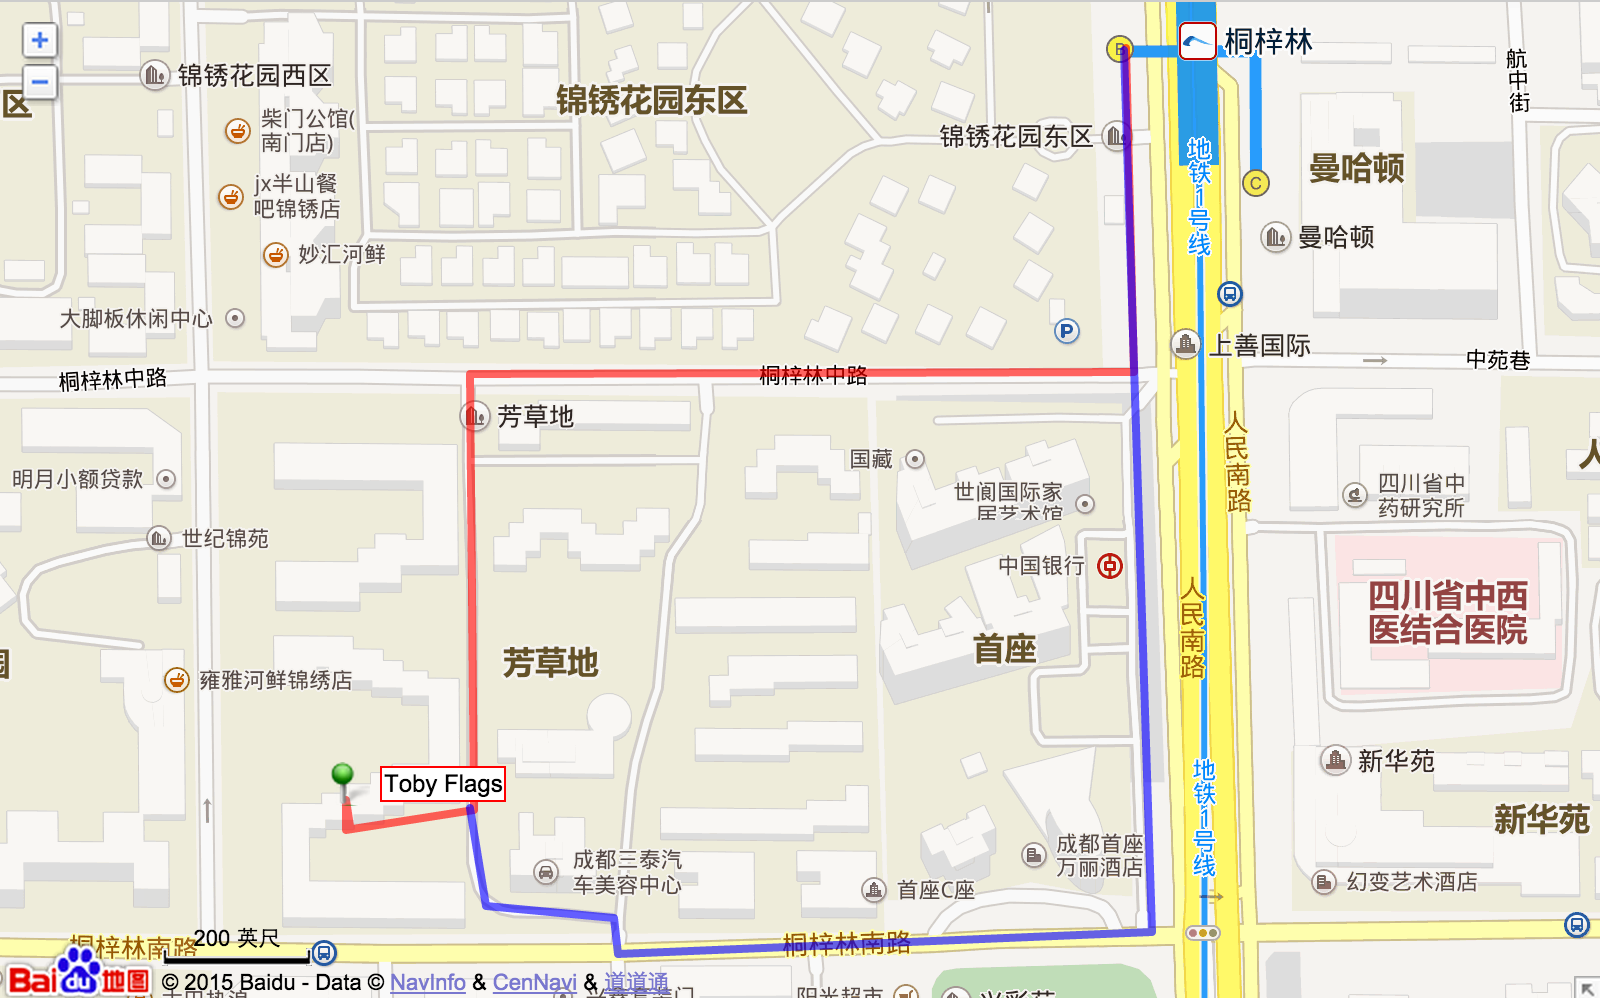 桐梓林
B
锦绣花园西区
航
中
街
区
锦锈花园东区
柴门公馆(
南门店)
锦锈花园东区
地
铁
1
号
线
曼哈顿
jx半山餐
吧锦锈店
C
曼哈顿
妙汇河鲜
大脚板休闲中心
P
上善国际
中苑巷
桐梓林中路
桐梓林中路
芳草地
人
民
南
路
国藏
明月小额贷款
世阆国际家
居艺术馆
四川省中
药研究所
世纪锦苑
中国银行
人
民
南
路
四川省中西
医结合医院
首座
芳草地
雍雅河鲜锦绣店
新华苑
地
铁
1
号
线
Toby Flags
新华苑
成都首座
万丽酒店
成都三泰汽
车美容中心
首座C座
幻变艺术酒店
200 英尺
桐梓林南路
桐梓林南路
Bai du 地图
© 2015 Baidu - Data © NavInfo & CenNavi & 道道通
阳光超市